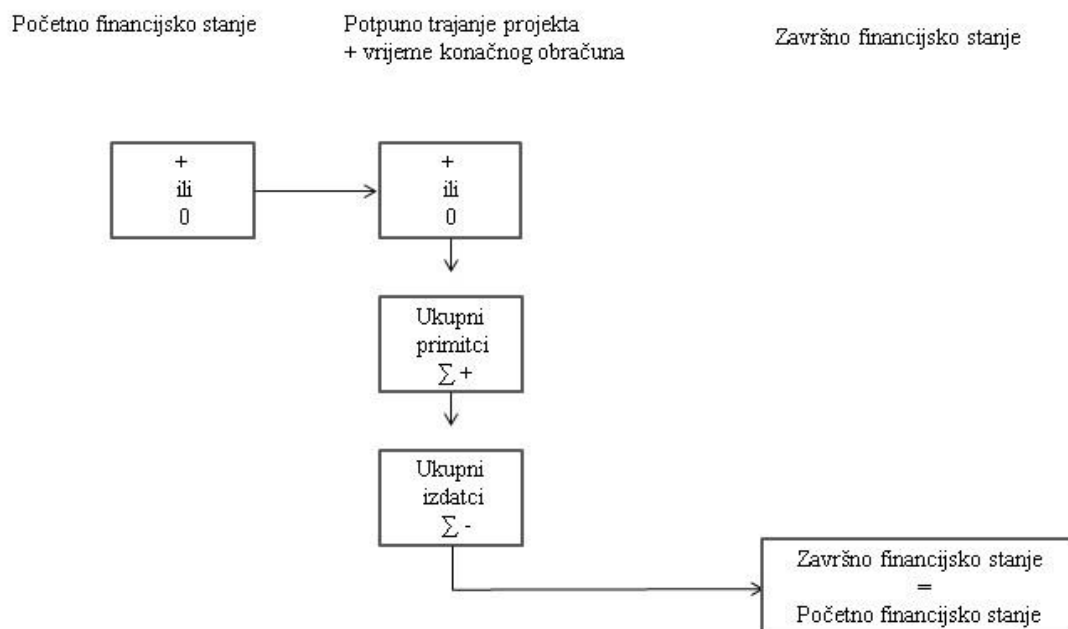 Početno financijsko stanje
Potpuno trajanje projekta
+ vrijeme konačnog obračuna
Završno financijsko stanje
+
ili
0
+
ili
0
Ukupni
primitci
∑ +
Ukupni
izdatci
∑ -
Završno financijsko stanje
=
Početno financijsko stanje